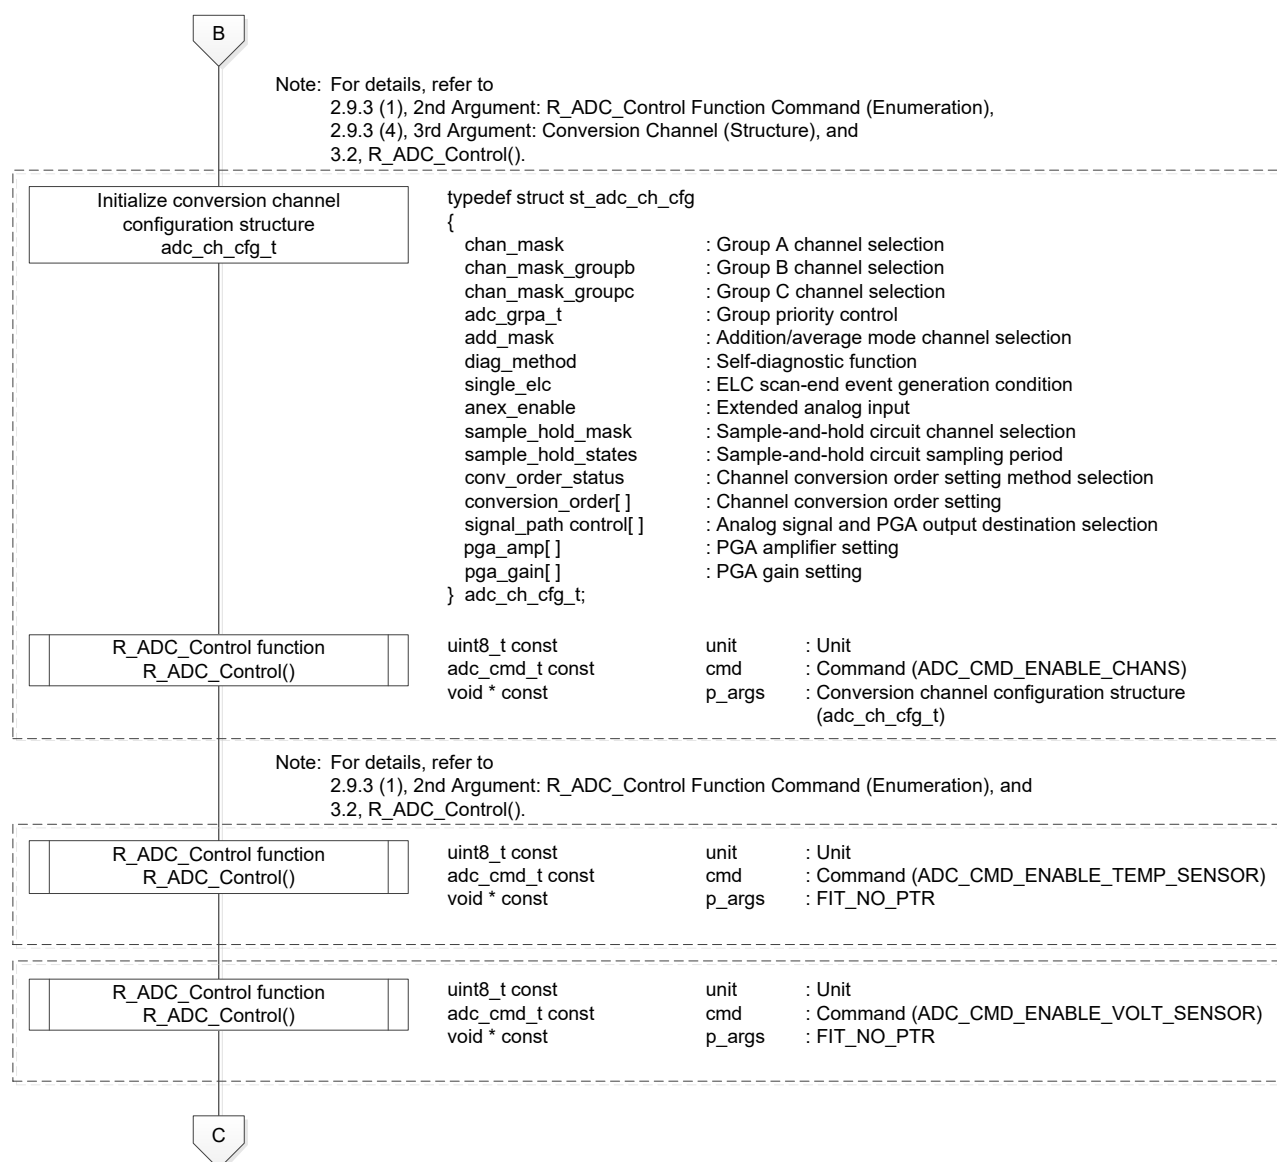 B
Note: For details, refer to
2.9.3 (1), 2nd Argument: R_ADC_Control Function Command (Enumeration),
2.9.3 (4), 3rd Argument: Conversion Channel (Structure), and
3.2, R_ADC_Control().
Initialize conversion channel
configuration structure
adc_ch_cfg_t
typedef struct st_adc_ch_cfg
{
chan_mask : Group A channel selection
chan_mask_groupb : Group B channel selection
chan_mask_groupc : Group C channel selection
adc_grpa_t : Group priority control
add_mask : Addition/average mode channel selection
diag_method : Self-diagnostic function
single_elc : ELC scan-end event generation condition
anex_enable : Extended analog input
sample_hold_mask : Sample-and-hold circuit channel selection
sample_hold_states : Sample-and-hold circuit sampling period
conv_order_status : Channel conversion order setting method selection
conversion_order[ ] : Channel conversion order setting
signal_path control[ ] : Analog signal and PGA output destination selection
pga_amp[ ] : PGA amplifier setting
pga_gain[ ] : PGA gain setting
} adc_ch_cfg_t;
R_ADC_Control function
R_ADC_Control()
uint8_t const unit : Unit
adc_cmd_t const cmd : Command (ADC_CMD_ENABLE_CHANS)
void * const p_args : Conversion channel configuration structure
(adc_ch_cfg_t)
Note: For details, refer to
2.9.3 (1), 2nd Argument: R_ADC_Control Function Command (Enumeration), and
3.2, R_ADC_Control().
R_ADC_Control function
R_ADC_Control()
uint8_t const unit : Unit
adc_cmd_t const cmd : Command (ADC_CMD_ENABLE_TEMP_SENSOR)
void * const p_args : FIT_NO_PTR
R_ADC_Control function
R_ADC_Control()
uint8_t const unit : Unit
adc_cmd_t const cmd : Command (ADC_CMD_ENABLE_VOLT_SENSOR)
void * const p_args : FIT_NO_PTR
C